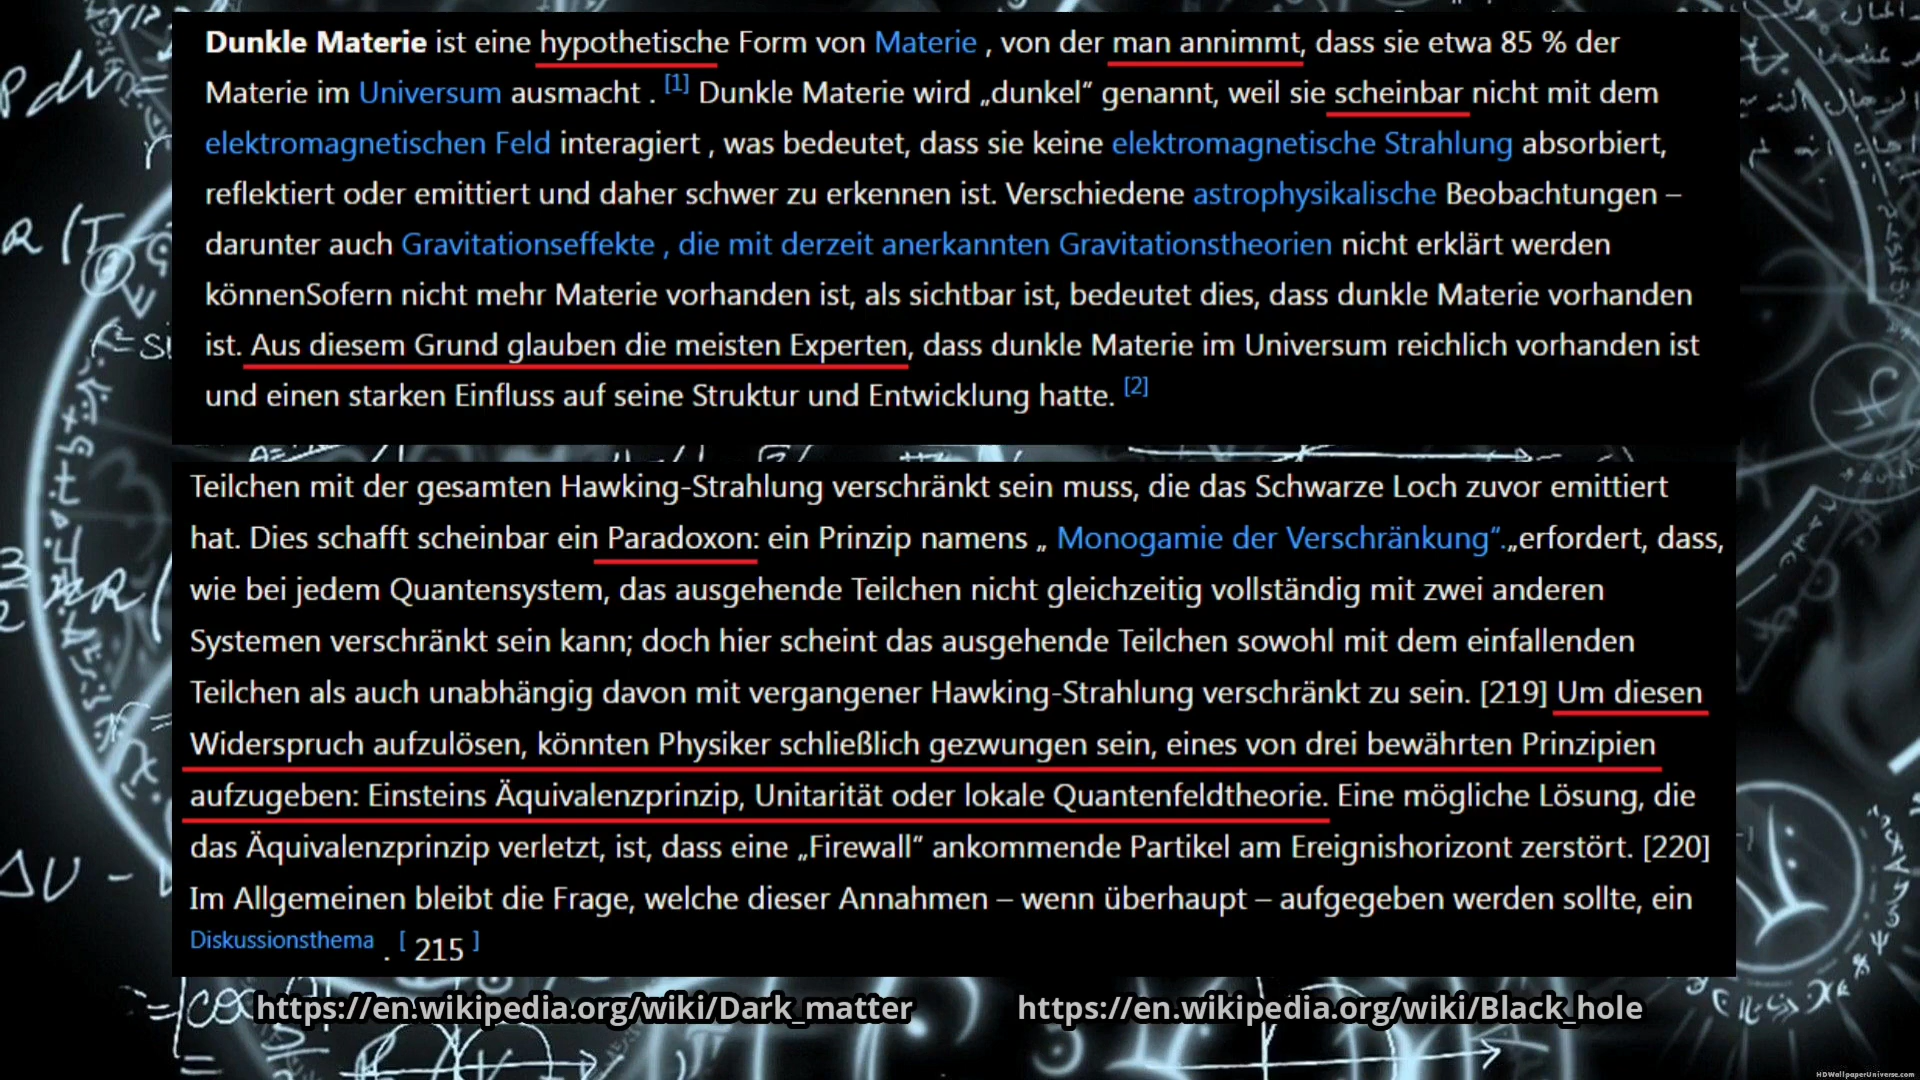 Dunkle Materie ist eine hypothetische Form von Materie , von der man annimmt, dass sie etwa 85 % der
Materie im Universum ausmacht . [1] Dunkle Materie wird „dunkel“ genannt, weil sie scheinbar nicht mit dem
elektromagnetischen Feld interagiert , was bedeutet, dass sie keine elektromagnetische Strahlung absorbiert,
reflektiert oder emittiert und daher schwer zu erkennen ist. Verschiedene astrophysikalische Beobachtungen –
darunter auch Gravitationseffekte , die mit derzeit anerkannten Gravitationstheorien nicht erklärt werden
könnenSofern nicht mehr Materie vorhanden ist, als sichtbar ist, bedeutet dies, dass dunkle Materie vorhanden
ist. Aus diesem Grund glauben die meisten Experten, dass dunkle Materie im Universum reichlich vorhanden ist
und einen starken Einfluss auf seine Struktur und Entwicklung hatte. [2]
Teilchen mit der gesamten Hawking-Strahlung verschränkt sein muss, die das Schwarze Loch zuvor emittiert
hat. Dies schafft scheinbar ein Paradoxon: ein Prinzip namens „ Monogamie der Verschränkung“.„erfordert, dass,
wie bei jedem Quantensystem, das ausgehende Teilchen nicht gleichzeitig vollständig mit zwei anderen
Systemen verschränkt sein kann; doch hier scheint das ausgehende Teilchen sowohl mit dem einfallenden
Teilchen als auch unabhängig davon mit vergangener Hawking-Strahlung verschränkt zu sein. [219] Um diesen
Widerspruch aufzulösen, könnten Physiker schließlich gezwungen sein, eines von drei bewährten Prinzipien
aufzugeben: Einsteins Äquivalenzprinzip, Unitarität oder lokale Quantenfeldtheorie. Eine mögliche Lösung, die
das Äquivalenzprinzip verletzt, ist, dass eine „Firewall“ ankommende Partikel am Ereignishorizont zerstört. [220]
Im Allgemeinen bleibt die Frage, welche dieser Annahmen – wenn überhaupt – aufgegeben werden sollte, ein
Diskussionsthema . [ 215 ]
https://en.wikipedia.org/wiki/Dark_matter
https://en.wikipedia.org/wiki/Black_hole
HDWallpaperUniverse.com